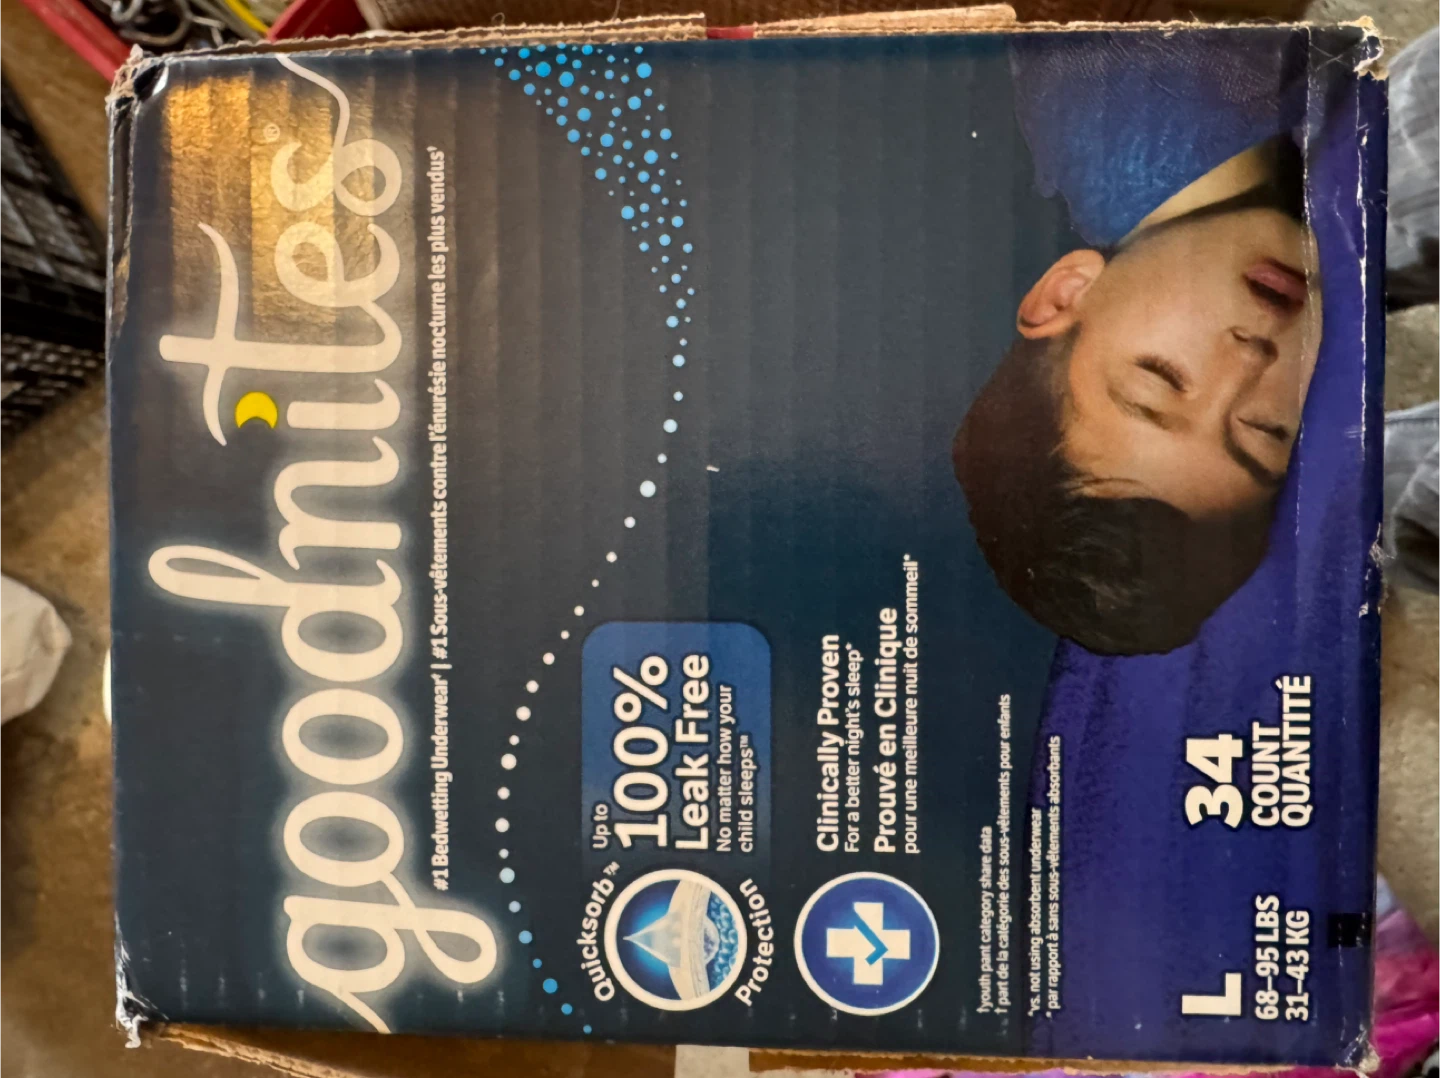 goodnites®
#1 Bedwetting Underwear† | #1 Sous-vêtements contre l'énurésie nocturne les plus vendus†
Quicksorb™
Protection
Up to
100%
Leak Free
No matter how your
child sleeps™
Clinically Proven
For a better night's sleep*
Prouvé en Clinique
pour une meilleure nuit de sommeil*
†youth pant category share data
† part de la catégorie des sous-vêtements pour enfants
*vs. not using absorbent underwear
* par rapport à sans sous-vêtements absorbants
L
68–95 LBS
31–43 KG
34
COUNT
QUANTITÉ